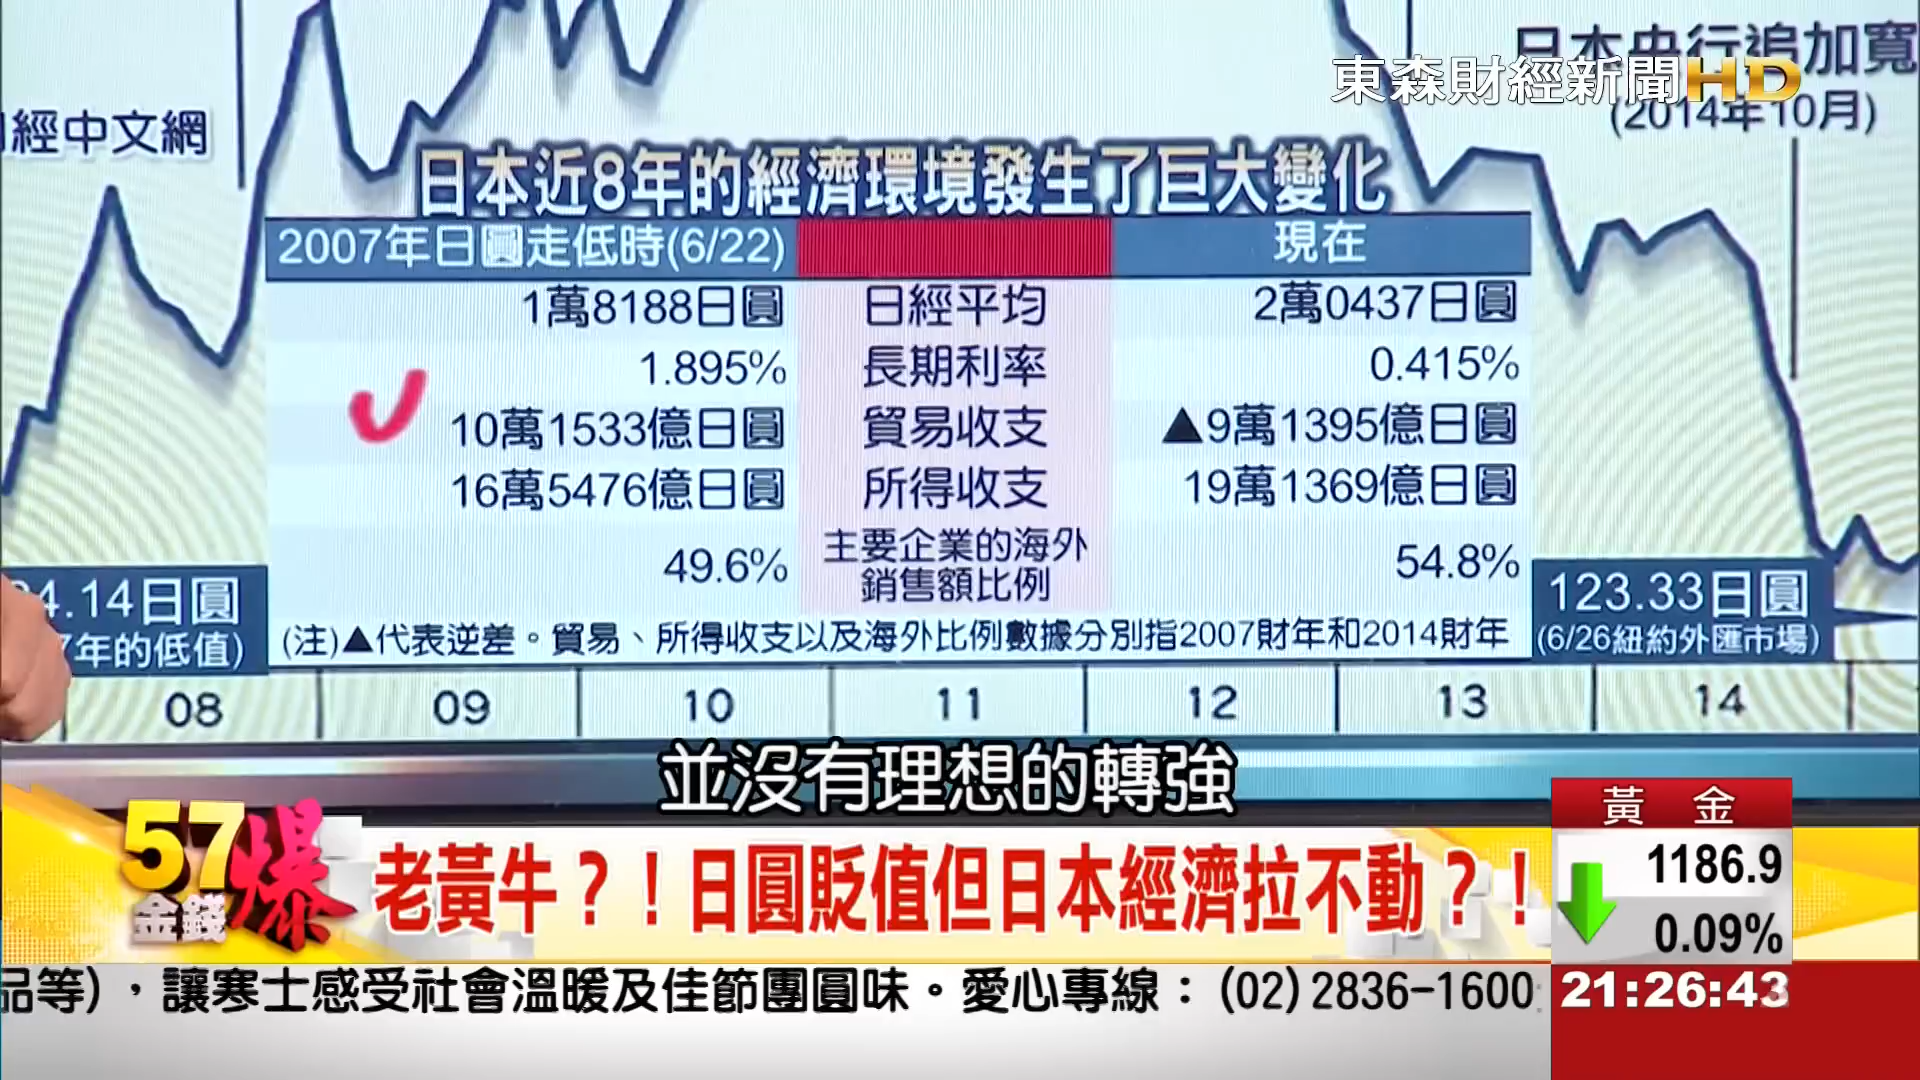 日本央行追加寬
東森財經新聞HD
(2014年10月)
經中文網
日本近8年的經濟環境發生了巨大變化
2007年日圓走低時(6/22) 現在
1萬8188日圓 日經平均 2萬0437日圓
1.895% 長期利率 0.415%
10萬1533億日圓 貿易收支 ▲9萬1395億日圓
16萬5476億日圓 所得收支 19萬1369億日圓
49.6% 主要企業的海外銷售額比例 54.8%
(注)▲代表逆差。貿易、所得收支以及海外比例數據分別指2007財年和2014財年
4.14日圓
年的低值)
123.33日圓
(6/26紐約外匯市場)
08 09 10 11 12 13 14
並沒有理想的轉強
57金錢爆
老黃牛？！日圓貶值但日本經濟拉不動？！
黃金
1186.9
0.09%
品等)，讓寒士感受社會溫暖及佳節團圓味。愛心專線：(02)2836-1600
21:26:43